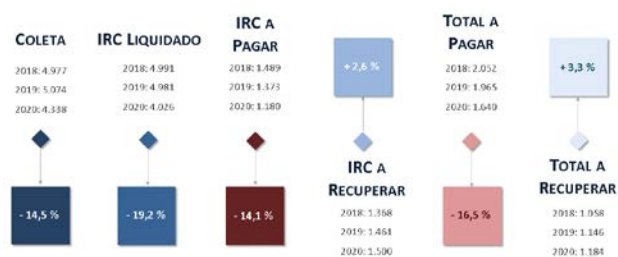 COLETA
2018: 4.977
2019: 5.074
2020: 4.338
- 14,5 %
IRC LIQUIDADO
2018: 4.991
2019: 4.981
2020: 4.026
- 19,2 %
IRC A
PAGAR
2018: 1.489
2019: 1.373
2020: 1.180
- 14,1 %
+ 2,6 %
IRC A
RECUPERAR
2018: 1.368
2019: 1.461
2020: 1.500
TOTAL A
PAGAR
2018: 2.052
2019: 1.965
2020: 1.640
- 16,5 %
+ 3,3 %
TOTAL A
RECUPERAR
2018: 1.058
2019: 1.146
2020: 1.184